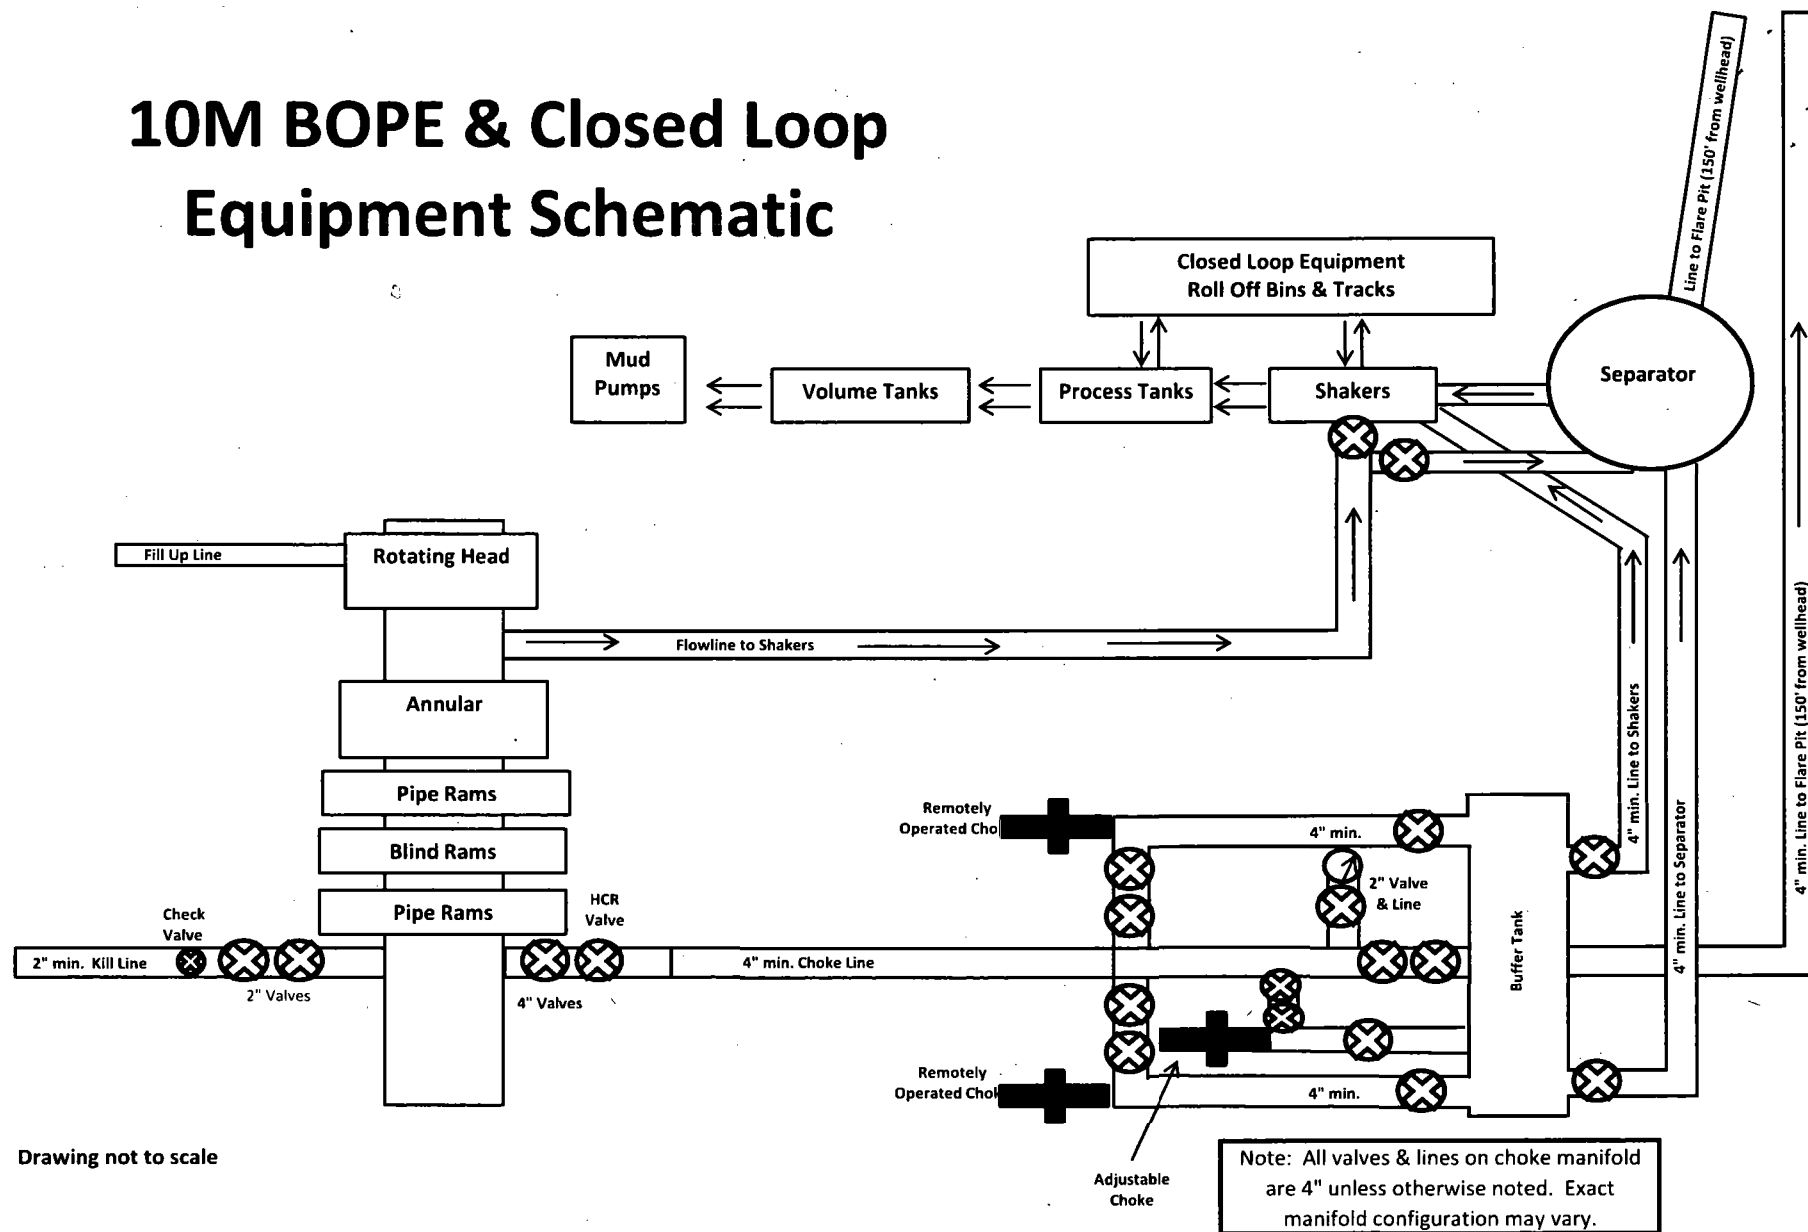 10M BOPE & Closed Loop
Equipment Schematic
Line to Flare Pit (150' from wellhead)
Closed Loop Equipment
Roll Off Bins & Tracks
Mud
Pumps
Volume Tanks
Process Tanks
Shakers
Separator
Fill Up Line
Rotating Head
Flowline to Shakers
Annular
Pipe Rams
Blind Rams
Pipe Rams
Check
Valve
HCR
Valve
2" min. Kill Line
2" Valves
4" Valves
4" min. Choke Line
Remotely
Operated Cho
4" min.
2" Valve
& Line
Buffer Tank
4" min. Line to Shakers
4" min. Line to Separator
4" min. Line to Flare Pit (150' from wellhead)
Remotely
Operated Chok
4" min.
Adjustable
Choke
Drawing not to scale
Note: All valves & lines on choke manifold
are 4" unless otherwise noted. Exact
manifold configuration may vary.